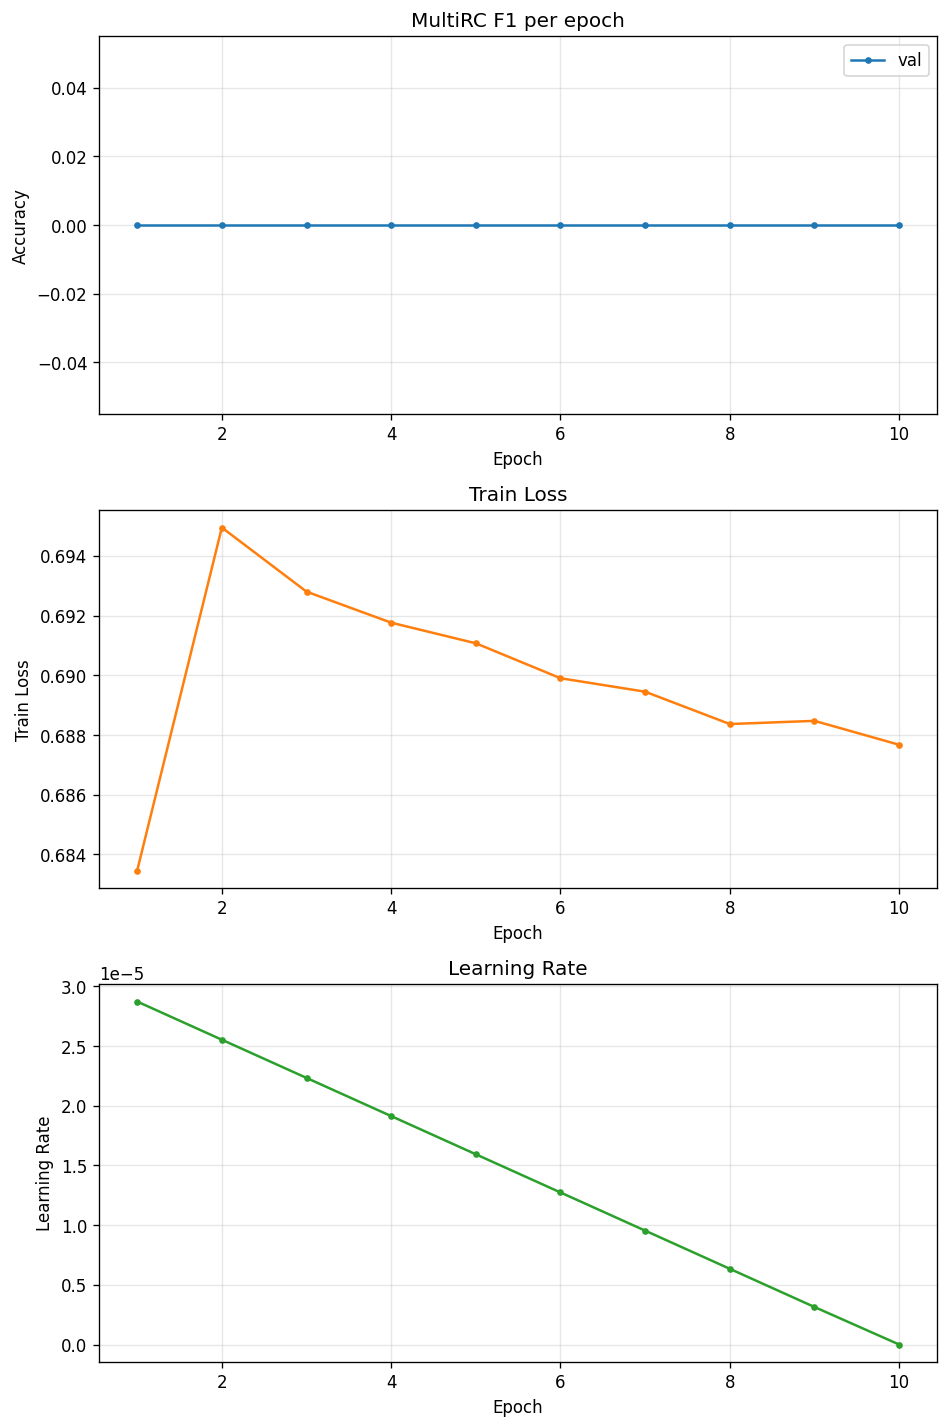 MultiRC F1 per epoch
val
Accuracy
0.04
0.02
0.00
−0.02
−0.04
2 4 6 8 10
Epoch
Train Loss
Train Loss
0.694
0.692
0.690
0.688
0.686
0.684
2 4 6 8 10
Epoch
Learning Rate
1e−5
Learning Rate
3.0
2.5
2.0
1.5
1.0
0.5
0.0
2 4 6 8 10
Epoch